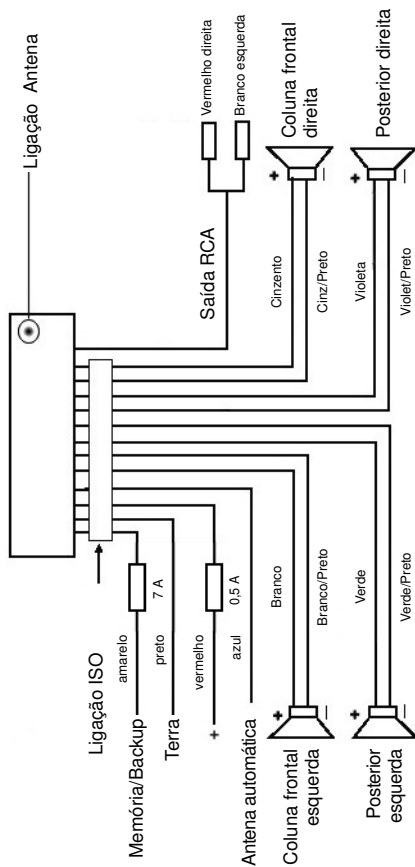 Ligação Antena
Ligação ISO
Memória/Backup
amarelo
7 A
Terra
preto
+
vermelho
0,5 A
Antena automática
azul
Coluna frontal
esquerda
+
–
Branco
Branco/Preto
Posterior
esquerda
+
–
Verde
Verde/Preto
Saída RCA
Vermelho direita
Branco esquerda
Cinzento
Cinz/Preto
+
–
Coluna frontal
direita
Violeta
Violet/Preto
+
–
Posterior direita